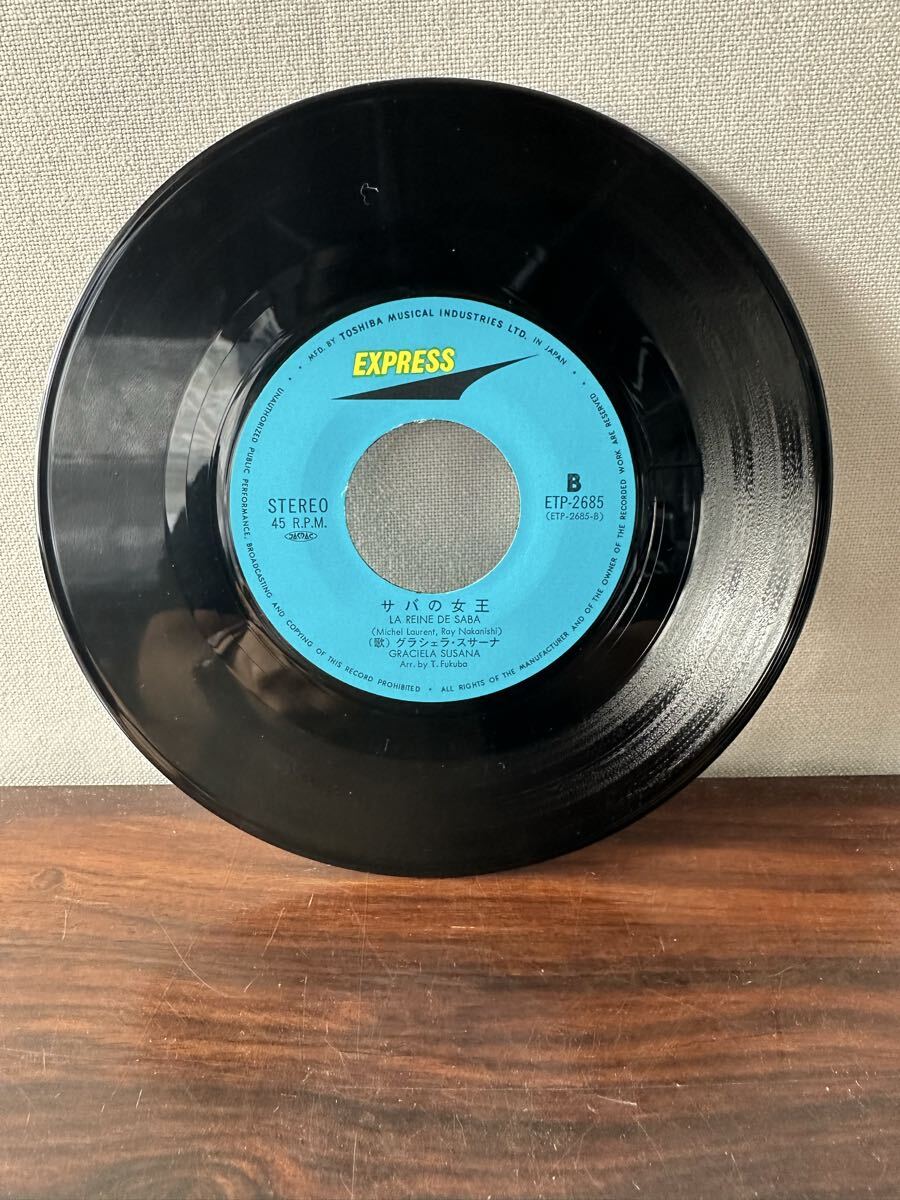 MFD. BY TOSHIBA MUSICAL INDUSTRIES LTD. IN JAPAN
EXPRESS
STEREO
45 R.P.M.
JASRAC
B
ETP-2685
(ETP-2685-B)
サバの女王
LA REINE DE SABA
(Michel Laurent, Ray Nakanishi)
(歌) グラシェラ・スサーナ
GRACIELA SUSANA
Arr. by T. Fukuba
UNAUTHORIZED PUBLIC PERFORMANCE, BROADCASTING AND COPYING OF THIS RECORD PROHIBITED • ALL RIGHTS OF THE MANUFACTURER AND OF THE OWNER OF THE RECORDED WORK ARE RESERVED